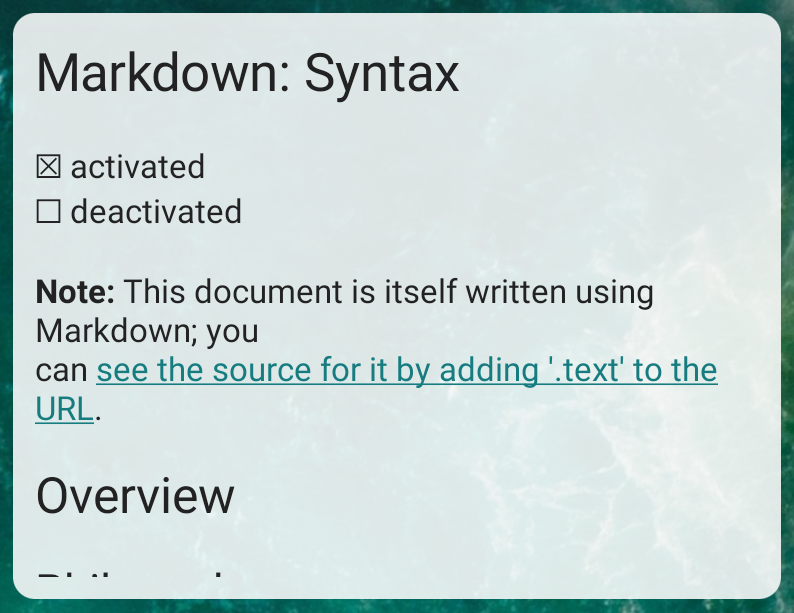 Markdown: Syntax
☒ activated
☐ deactivated
Note: This document is itself written using
Markdown; you
can see the source for it by adding '.text' to the
URL.
Overview